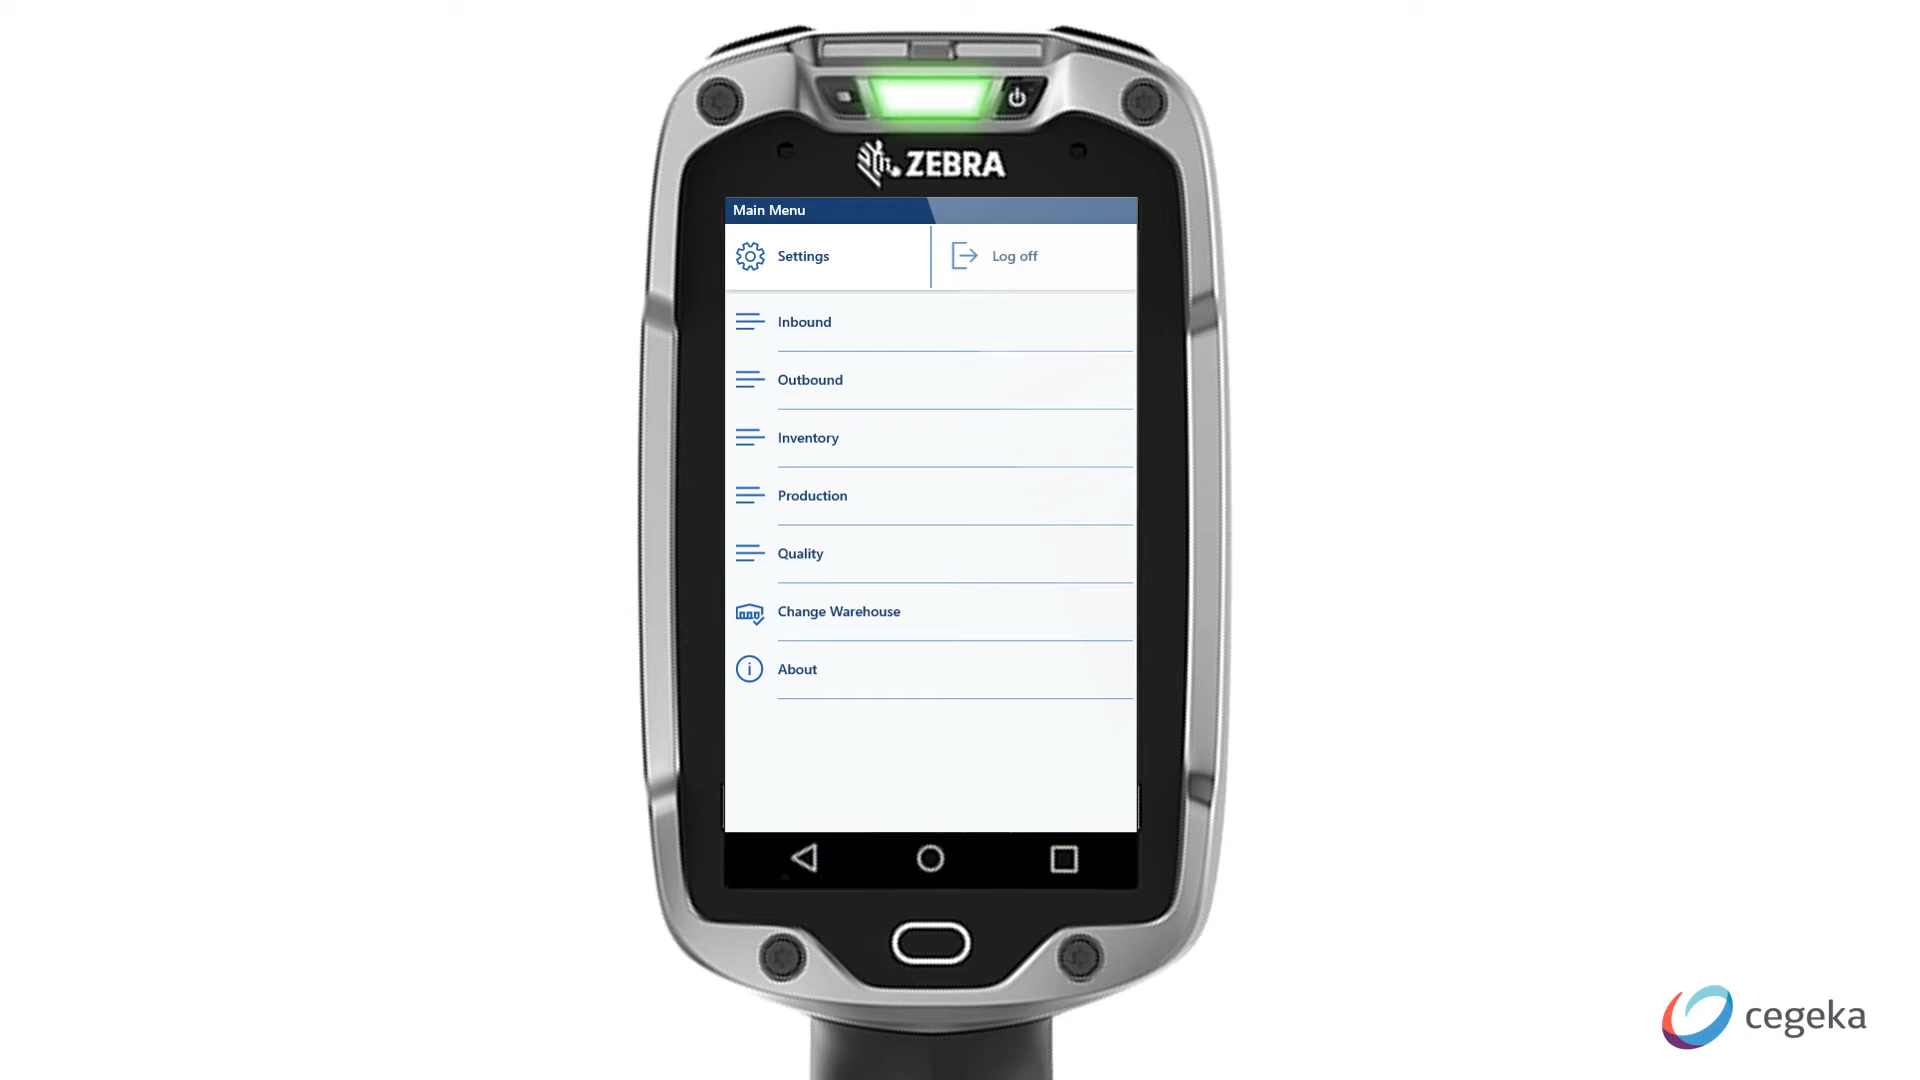 ZEBRA
Main Menu
Settings
Log off
Inbound
Outbound
Inventory
Production
Quality
Change Warehouse
About
cegeka